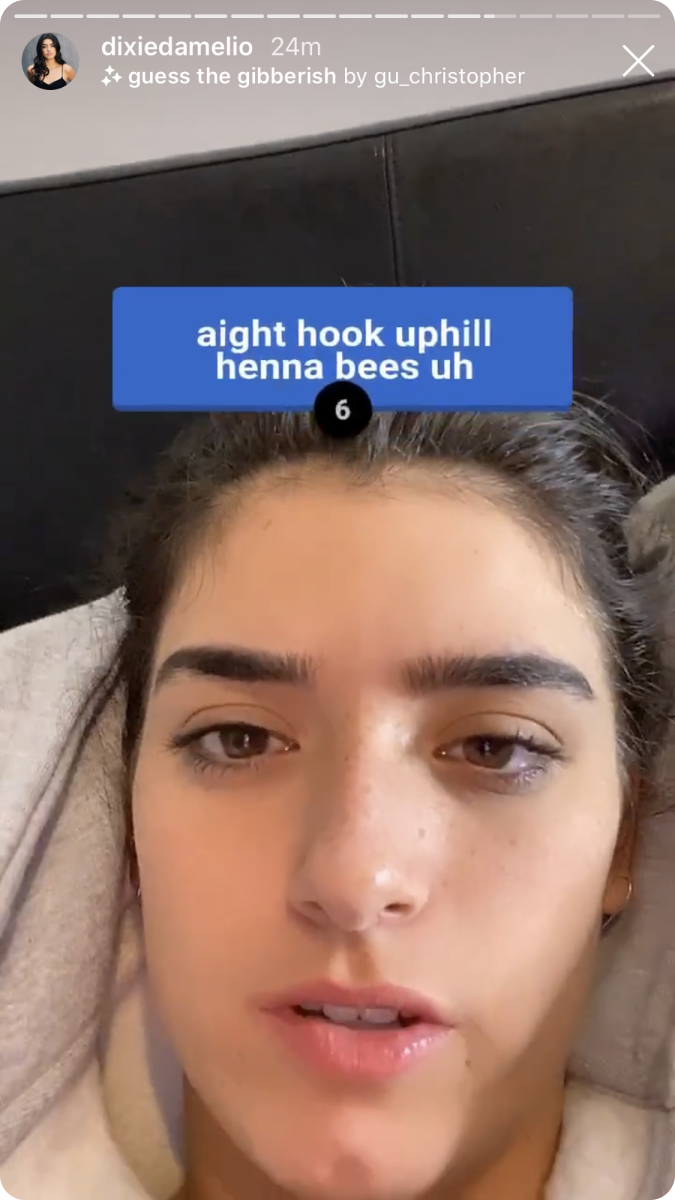 dixiedamelio 24m
guess the gibberish by gu_christopher
aight hook uphill
henna bees uh
6